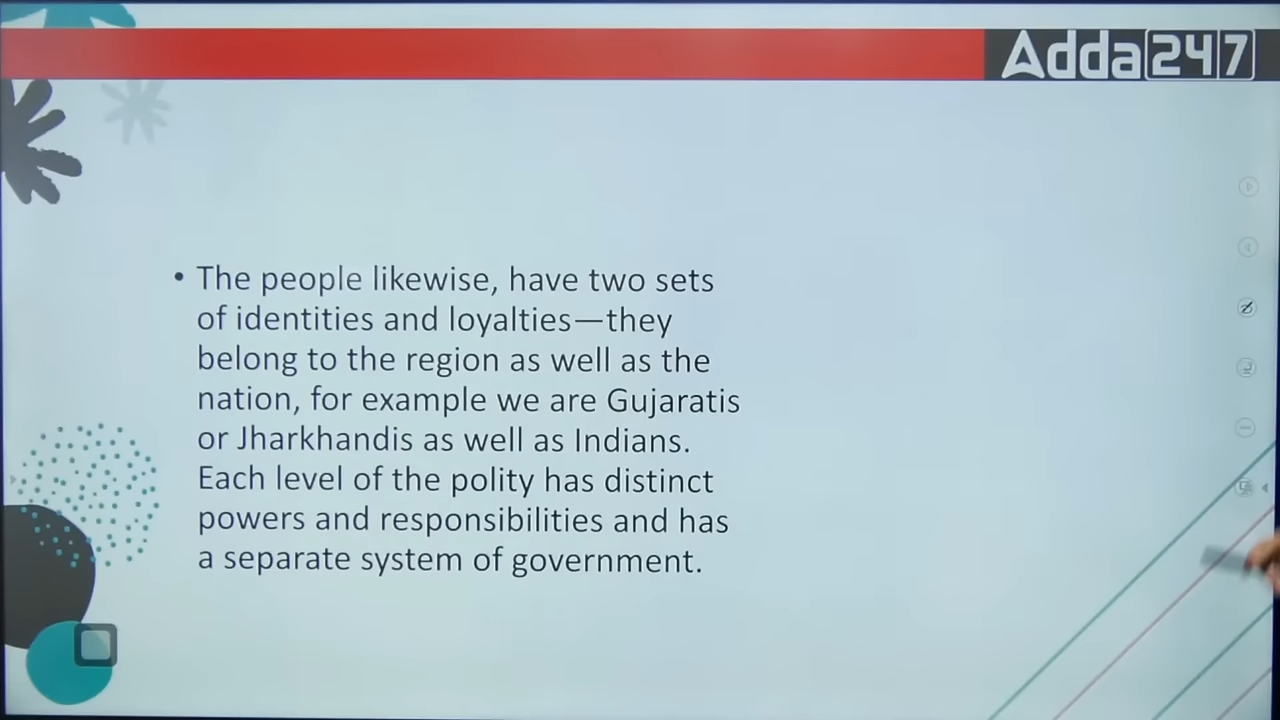 Adda247
• The people likewise, have two sets
of identities and loyalties—they
belong to the region as well as the
nation, for example we are Gujaratis
or Jharkhandis as well as Indians.
Each level of the polity has distinct
powers and responsibilities and has
a separate system of government.